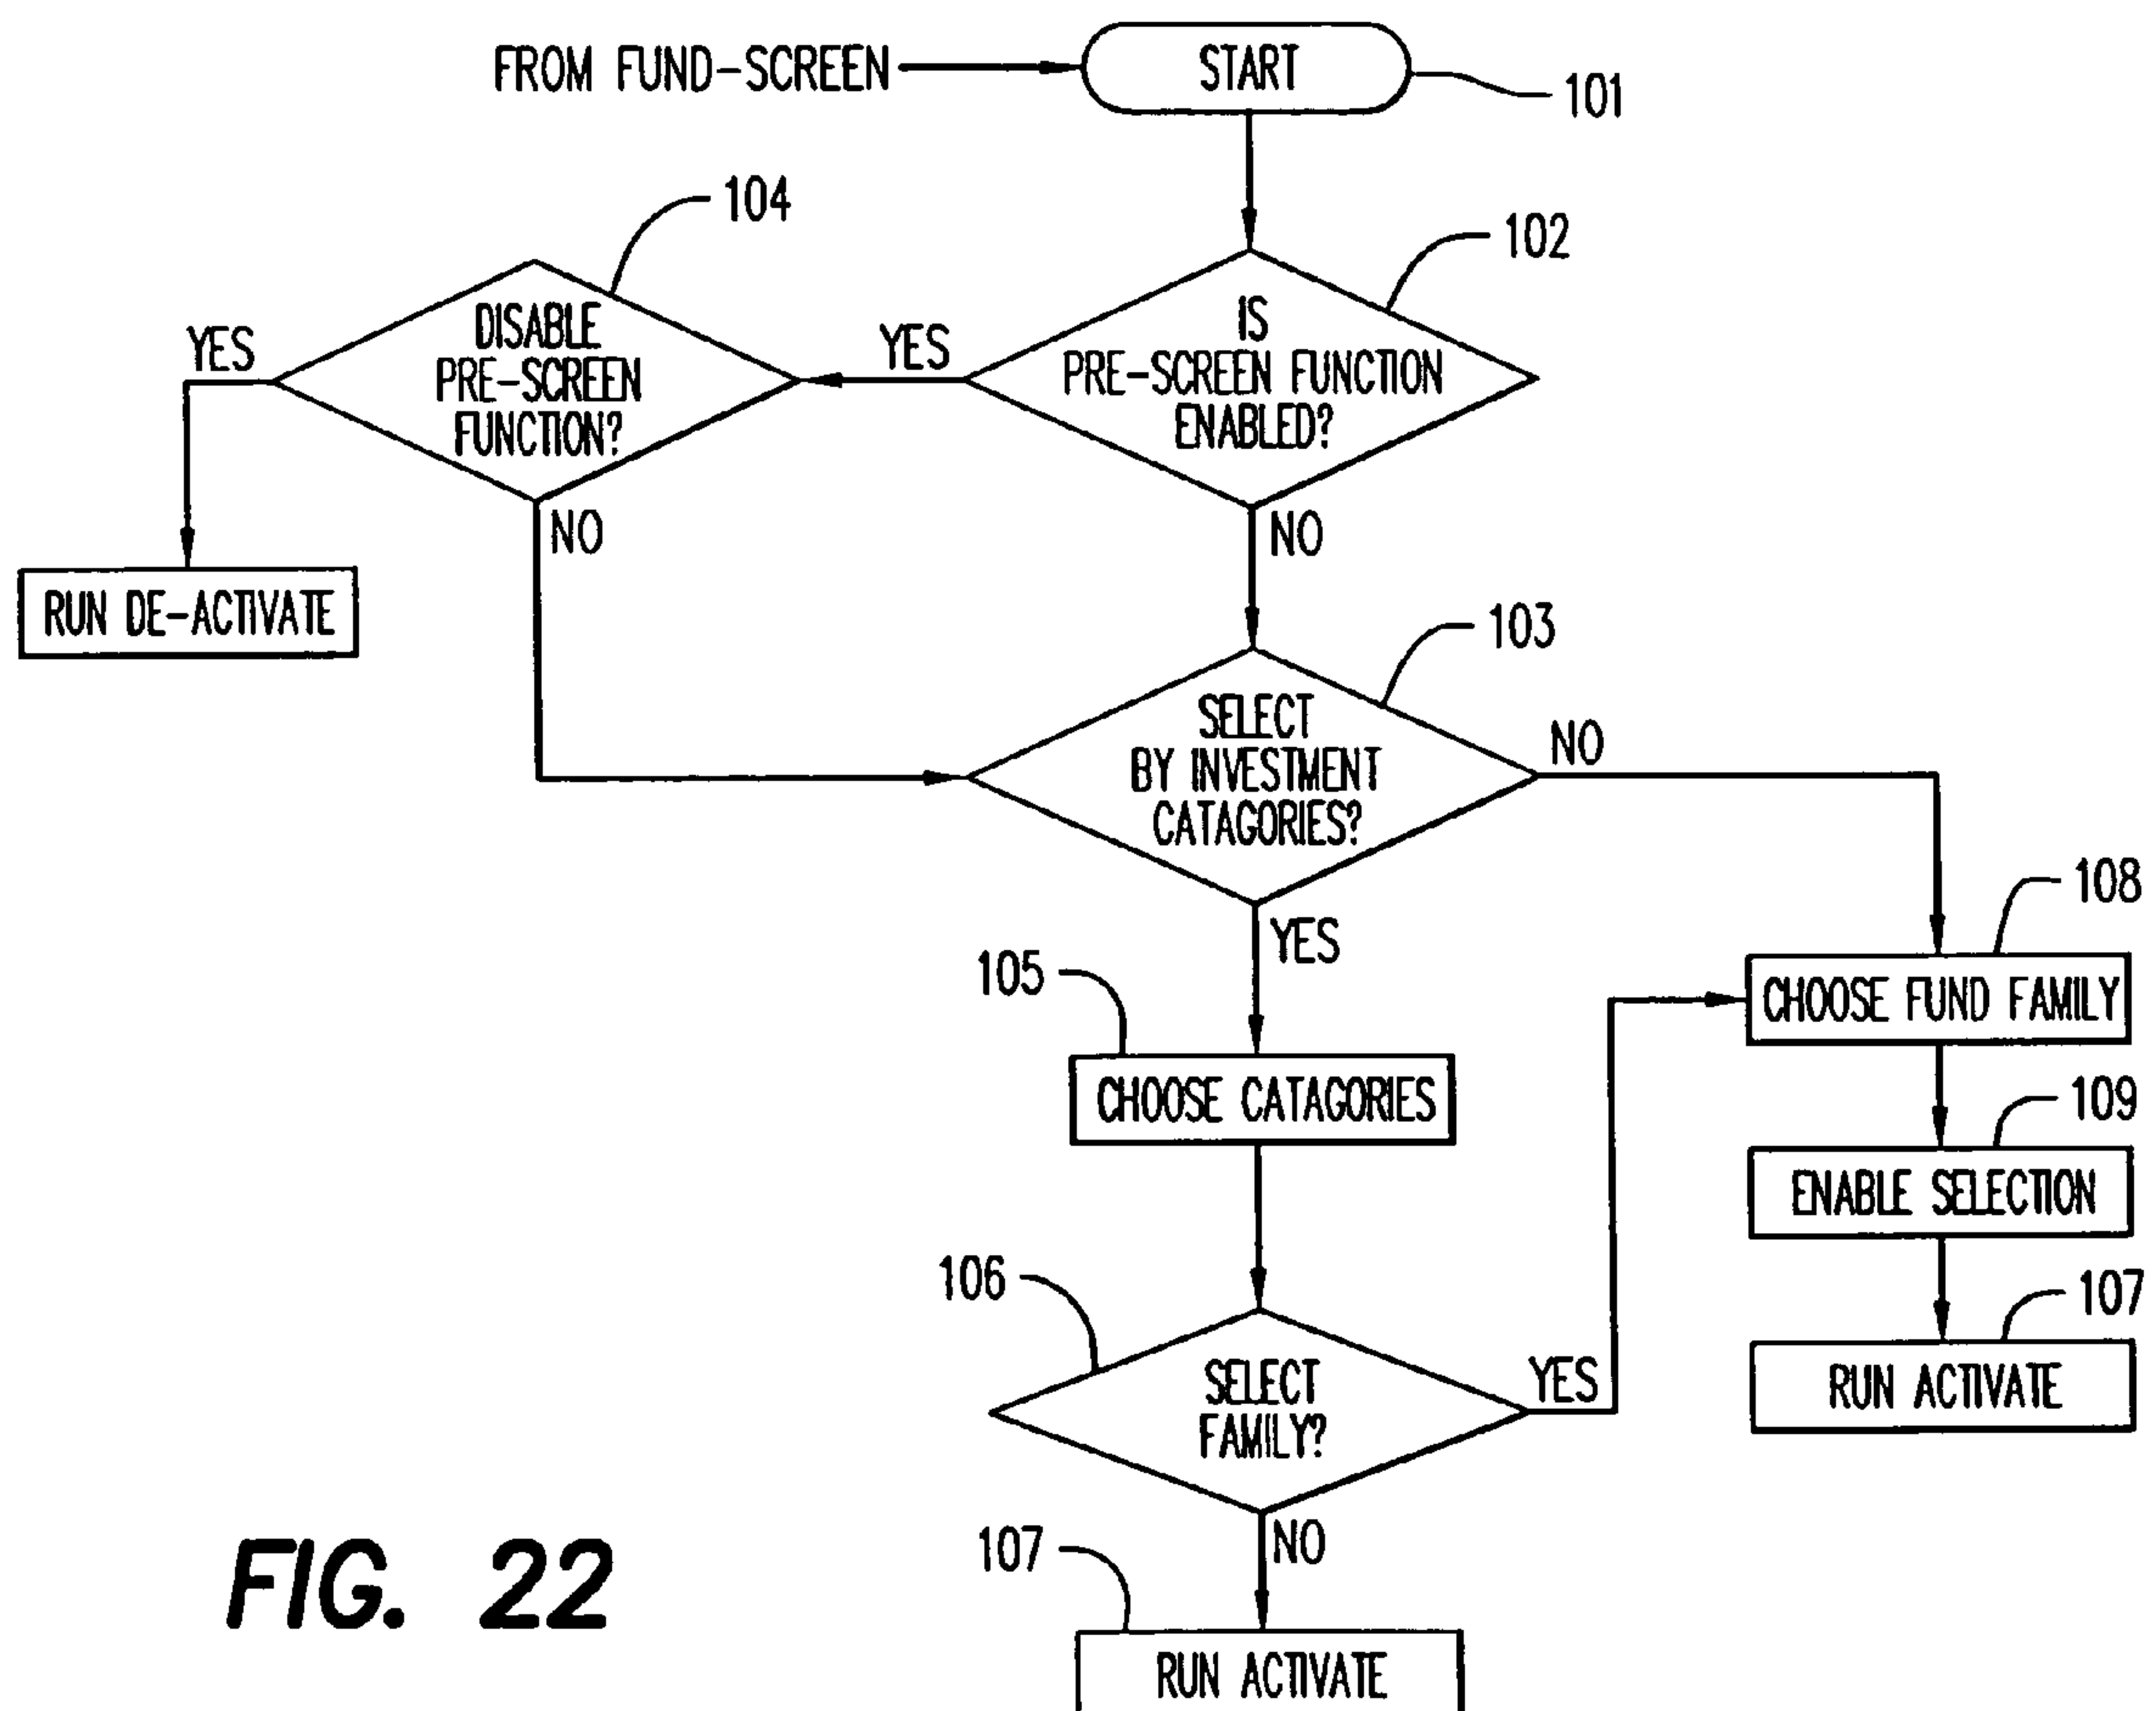 FROM FUND-SCREEN
START
101
104
102
DISABLE
PRE-SCREEN
FUNCTION?
YES
YES
IS
PRE-SCREEN FUNCTION
ENABLED?
NO
NO
RUN DE-ACTIVATE
103
SELECT
BY INVESTMENT
CATAGORIES?
NO
YES
108
CHOOSE FUND FAMILY
105
CHOOSE CATAGORIES
109
ENABLE SELECTION
106
SELECT
FAMILY?
YES
107
RUN ACTIVATE
NO
107
RUN ACTIVATE
FIG. 22